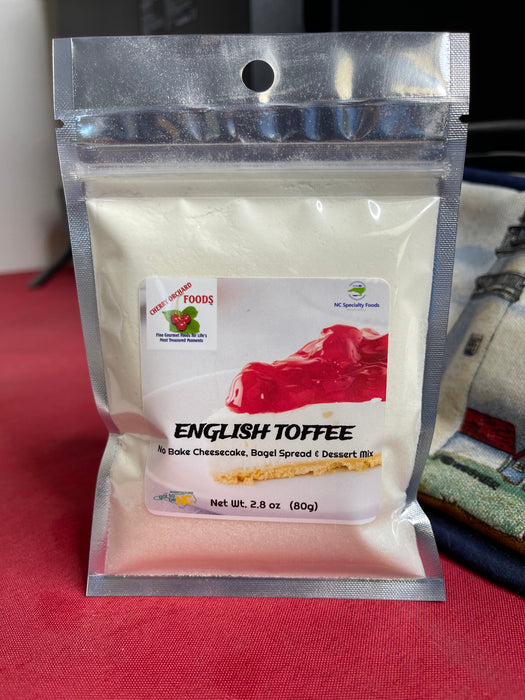 CHERRY ORCHARD
FOODS
Fine Gourmet Foods for Life's
Most Treasured Moments
NC Specialty Foods
ENGLISH TOFFEE
No Bake Cheesecake, Bagel Spread & Dessert Mix
Net Wt. 2.8 oz (80g)